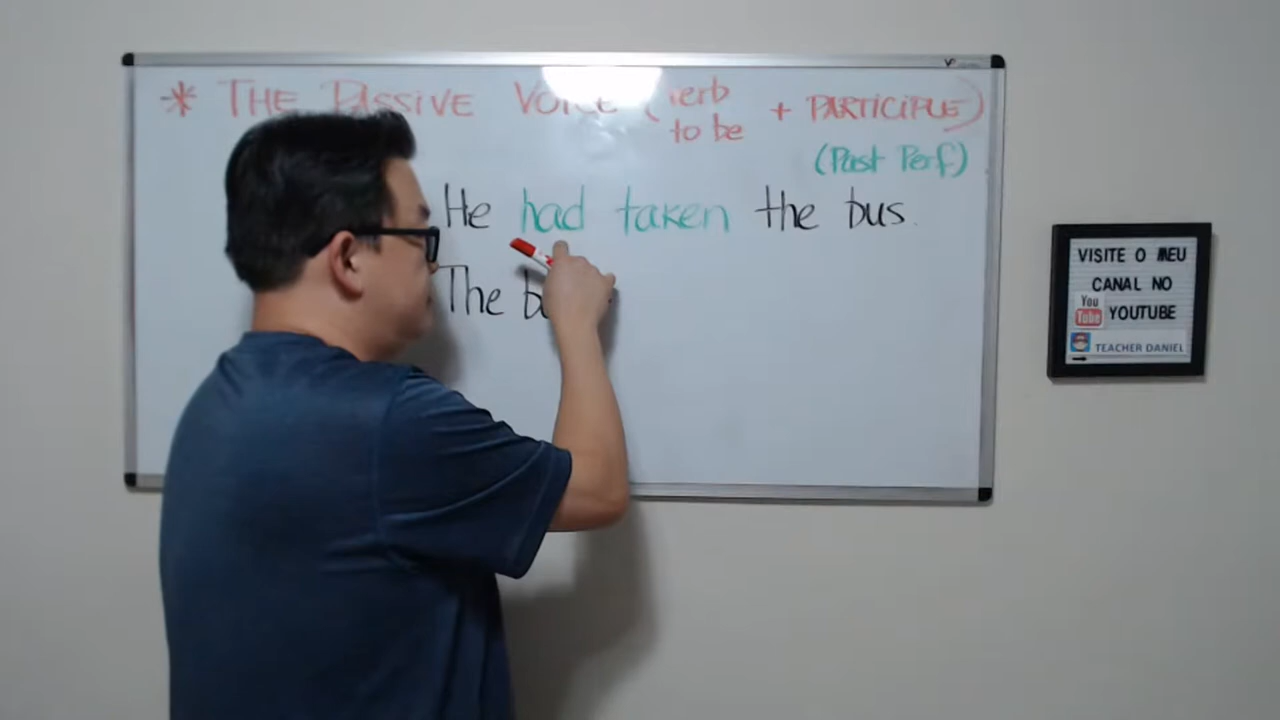 * THE PASSIVE VOICE (verb to be + PARTICIPLE)
(Past Perf)
He had taken the bus.
The
VISITE O MEU
CANAL NO
You Tube YOUTUBE
TEACHER DANIEL